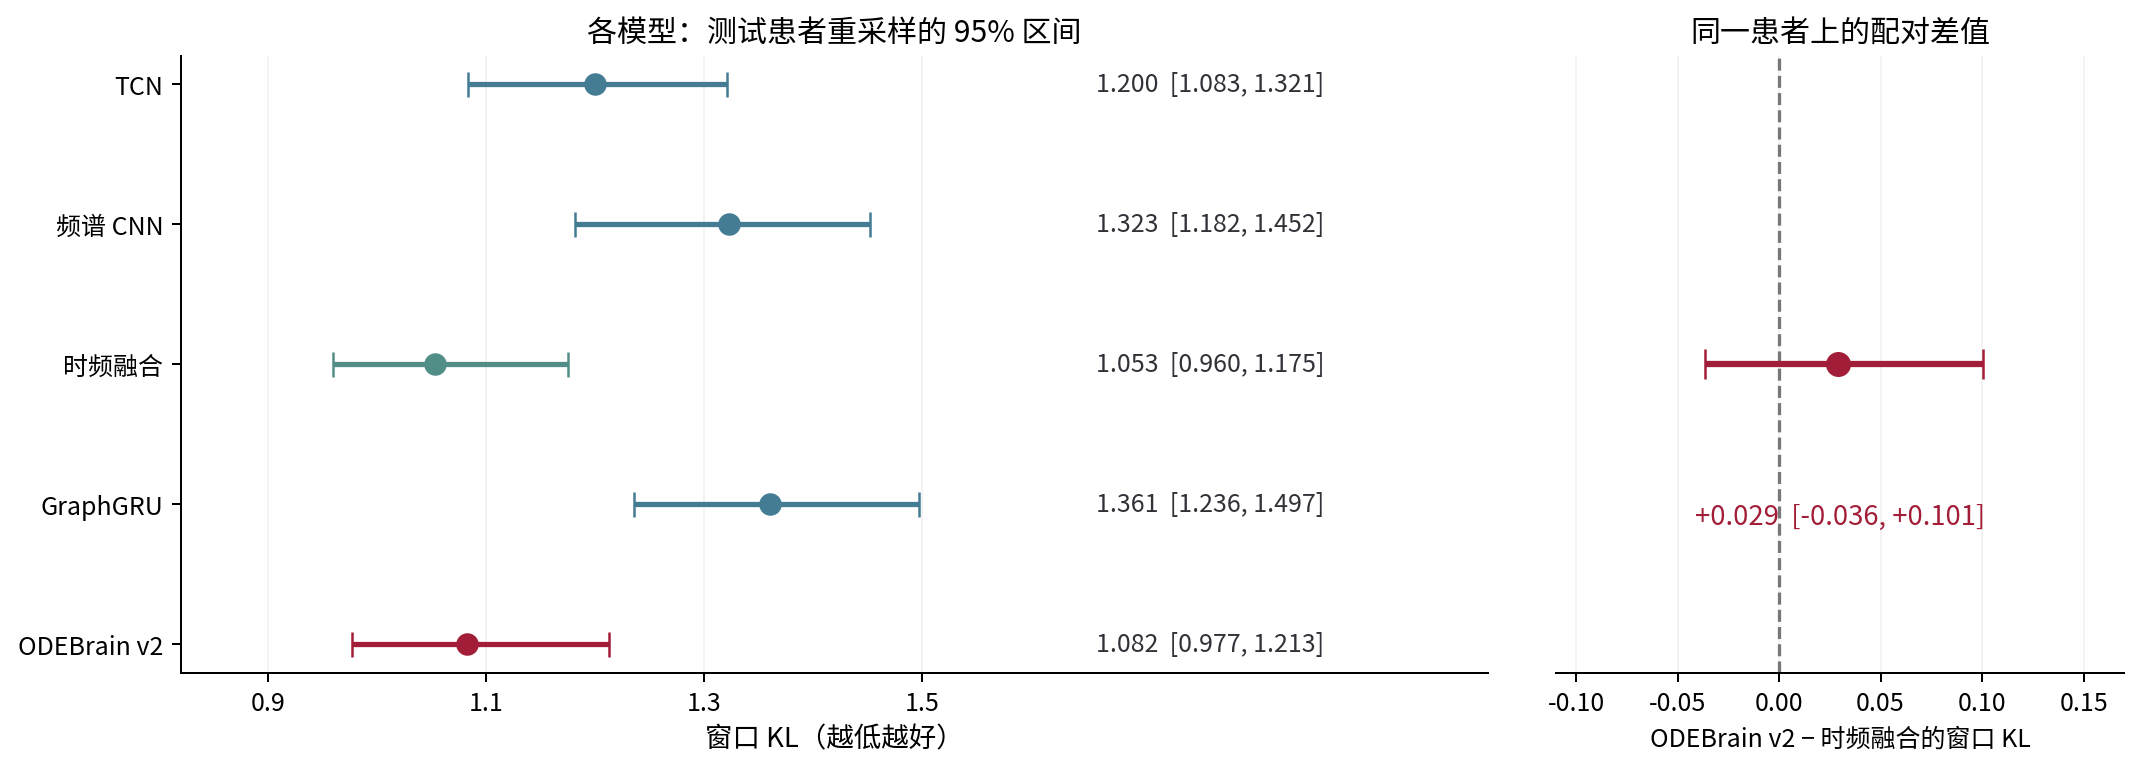 各模型：测试患者重采样的 95% 区间
TCN
1.200 [1.083, 1.321]
频谱 CNN
1.323 [1.182, 1.452]
时频融合
1.053 [0.960, 1.175]
GraphGRU
1.361 [1.236, 1.497]
ODEBrain v2
1.082 [0.977, 1.213]
0.9 1.1 1.3 1.5
窗口 KL（越低越好）
同一患者上的配对差值
+0.029 [-0.036, +0.101]
-0.10 -0.05 0.00 0.05 0.10 0.15
ODEBrain v2 − 时频融合的窗口 KL